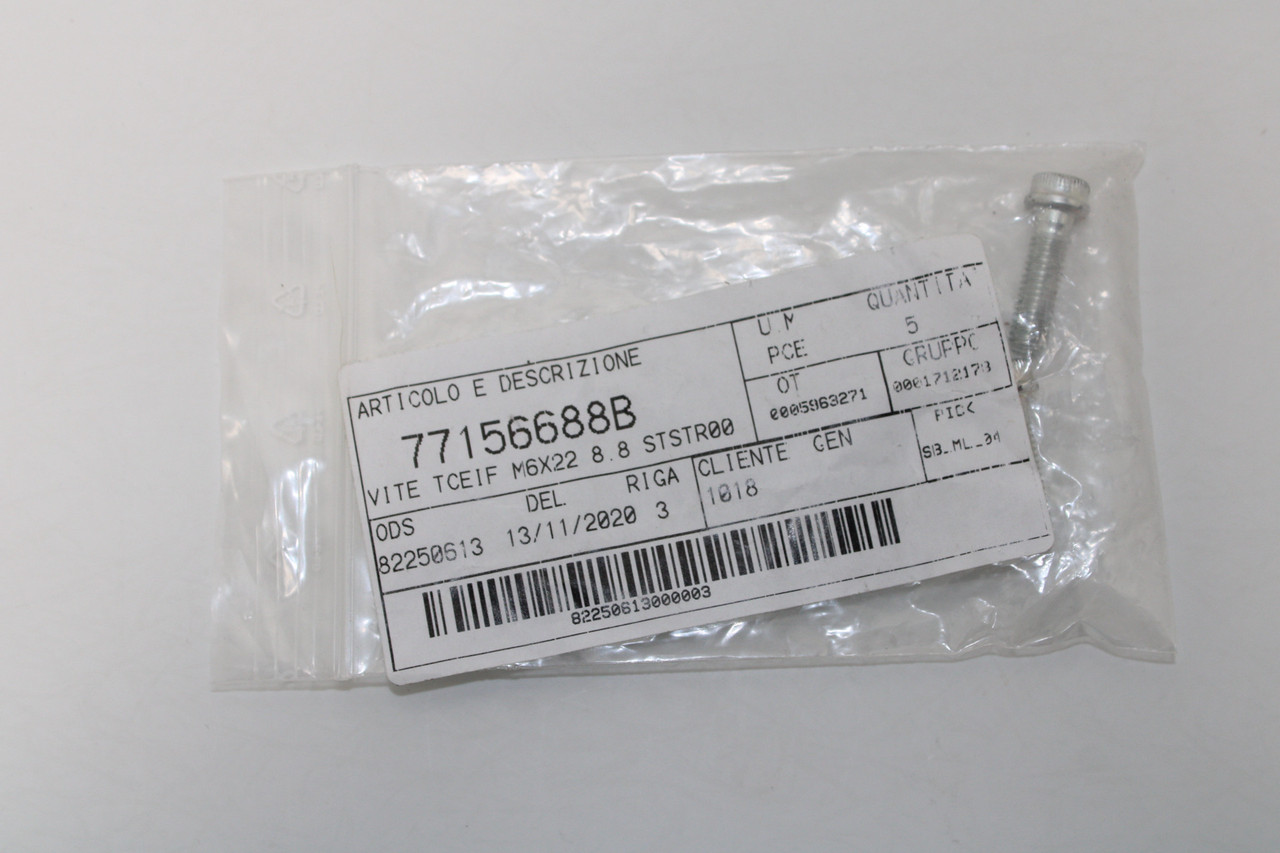 ARTICOLO E DESCRIZIONE
77156688B
VITE TCEIF M6X22 8.8 STSTR00
U.M QUANTITA'
PCE 5
OT GRUPPO
0005963271 0001712178
ODS DEL RIGA
82250613 13/11/2020 3
CLIENTE GEN
1018
PICK
SB_ML_04
82250613000003